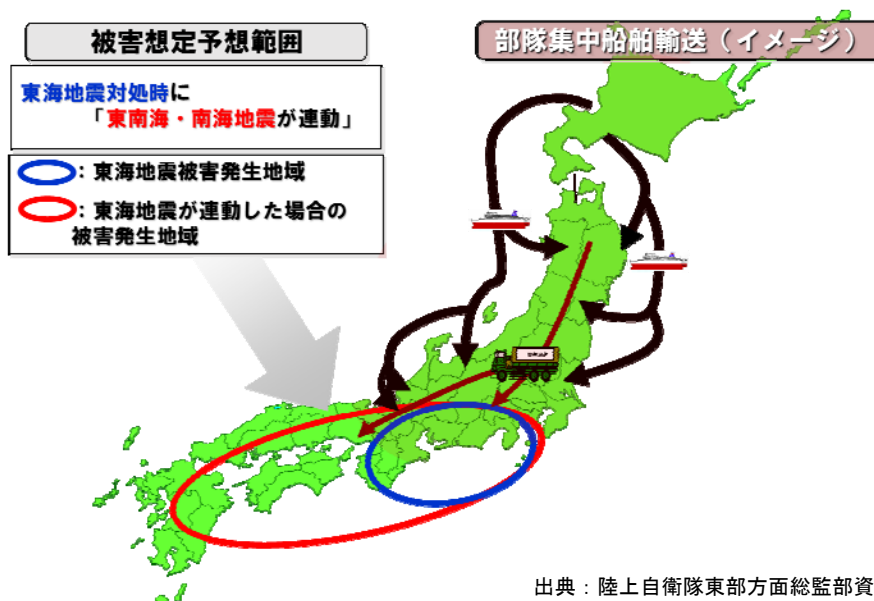 被害想定予想範囲
部隊集中船舶輸送(イメージ)
東海地震対処時に
「東南海・南海地震が連動」
:東海地震被害発生地域
:東海地震が連動した場合の
被害発生地域
出典:陸上自衛隊東部方面総監部資